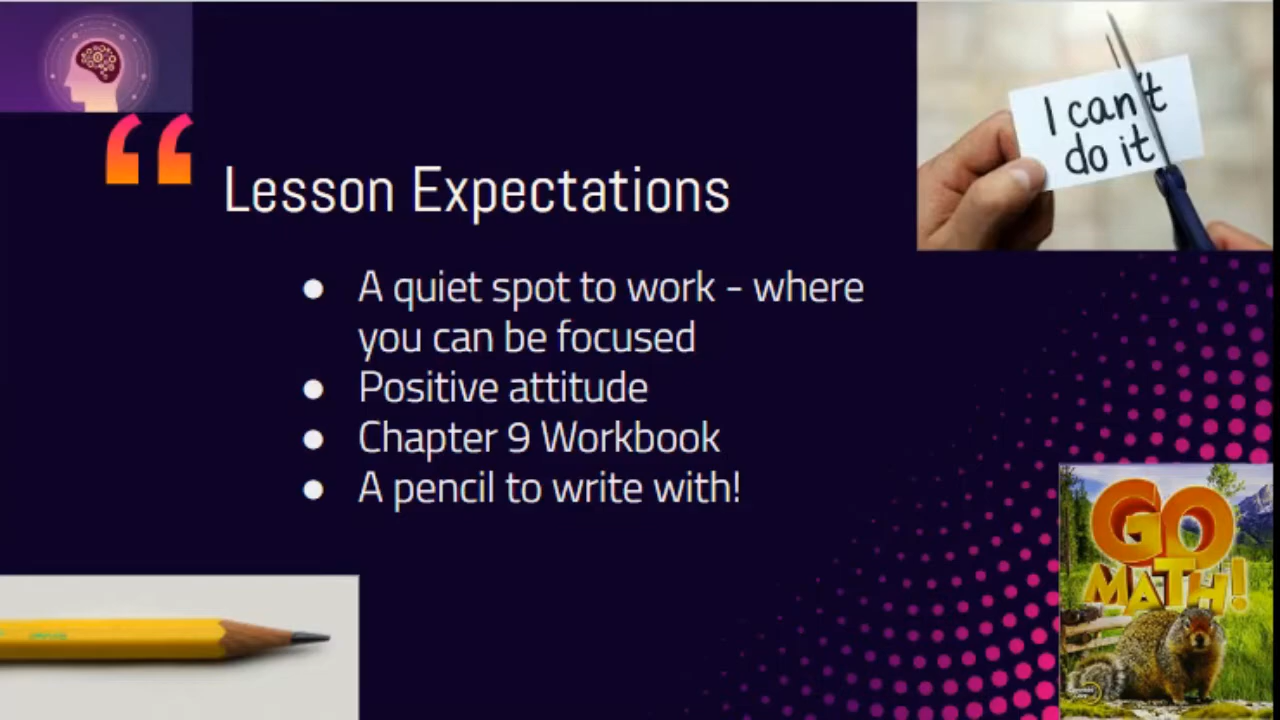 I can't
do it
“
Lesson Expectations
● A quiet spot to work - where
you can be focused
● Positive attitude
● Chapter 9 Workbook
● A pencil to write with!
GO
MATH!